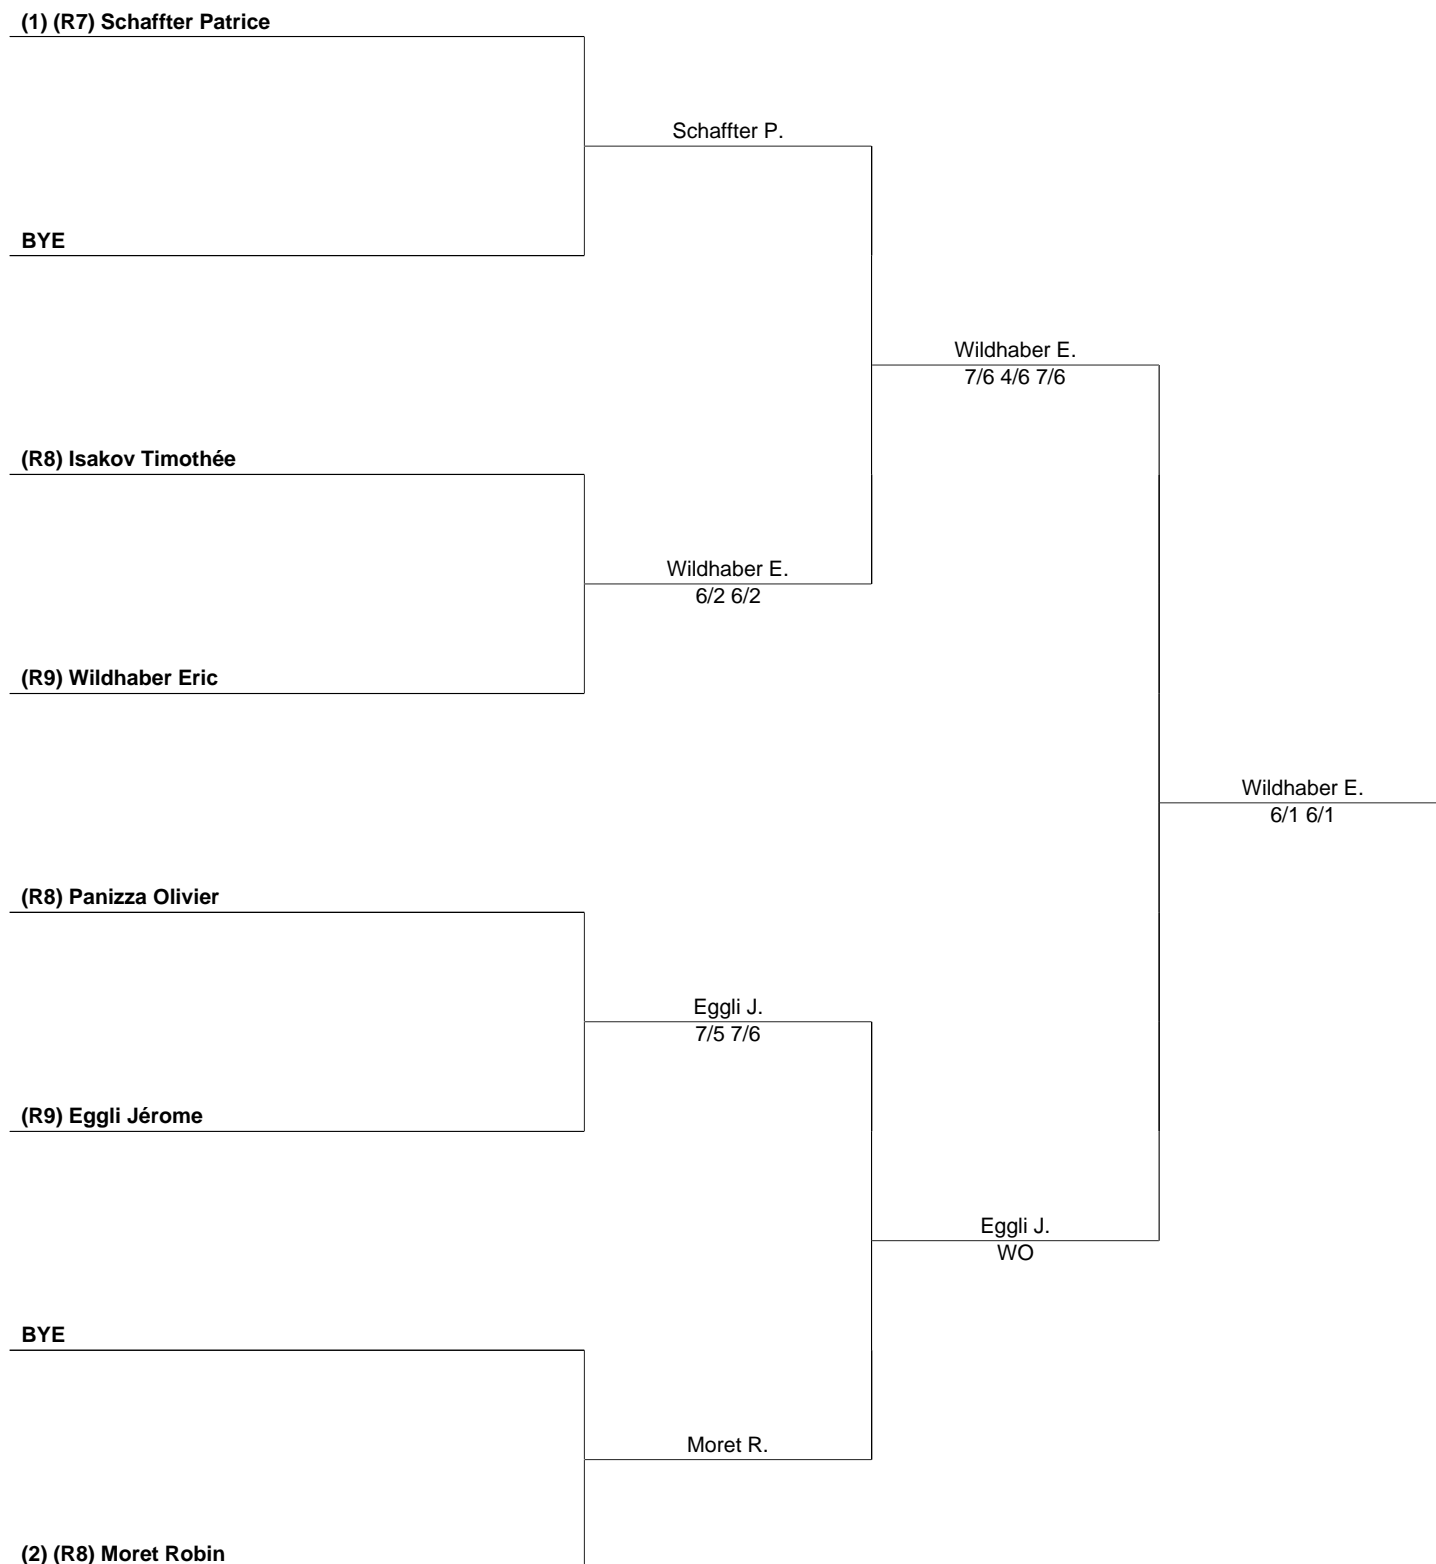 (1) (R7) Schaffter Patrice
Schaffter P.
BYE
Wildhaber E.
7/6 4/6 7/6
(R8) Isakov Timothée
Wildhaber E.
6/2 6/2
(R9) Wildhaber Eric
Wildhaber E.
6/1 6/1
(R8) Panizza Olivier
Eggli J.
7/5 7/6
(R9) Eggli Jérome
Eggli J.
WO
BYE
Moret R.
(2) (R8) Moret Robin